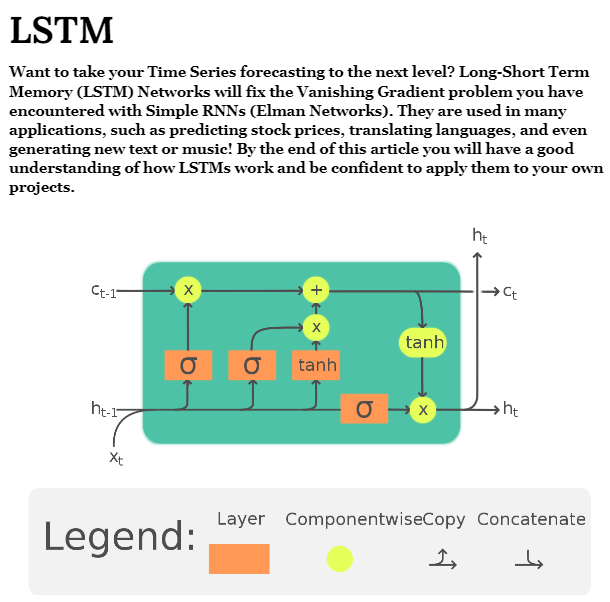 LSTM
Want to take your Time Series forecasting to the next level? Long-Short Term
Memory (LSTM) Networks will fix the Vanishing Gradient problem you have
encountered with Simple RNNs (Elman Networks). They are used in many
applications, such as predicting stock prices, translating languages, and even
generating new text or music! By the end of this article you will have a good
understanding of how LSTMs work and be confident to apply them to your own
projects.
ht
ct-1 x + ct
x
tanh
σ σ tanh
ht-1 σ x ht
xt
Legend:
Layer Componentwise Copy Concatenate